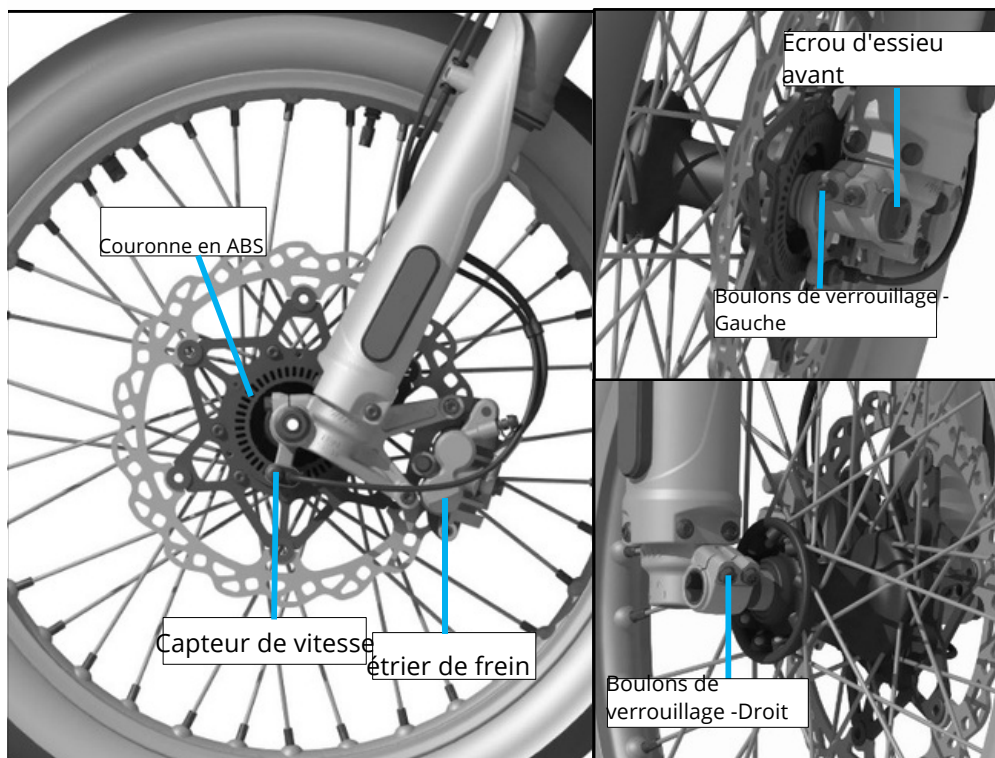 Couronne en ABS
Capteur de vitesse
étrier de frein
Écrou d'essieu
avant
Boulons de verrouillage -
Gauche
Boulons de
verrouillage -Droit